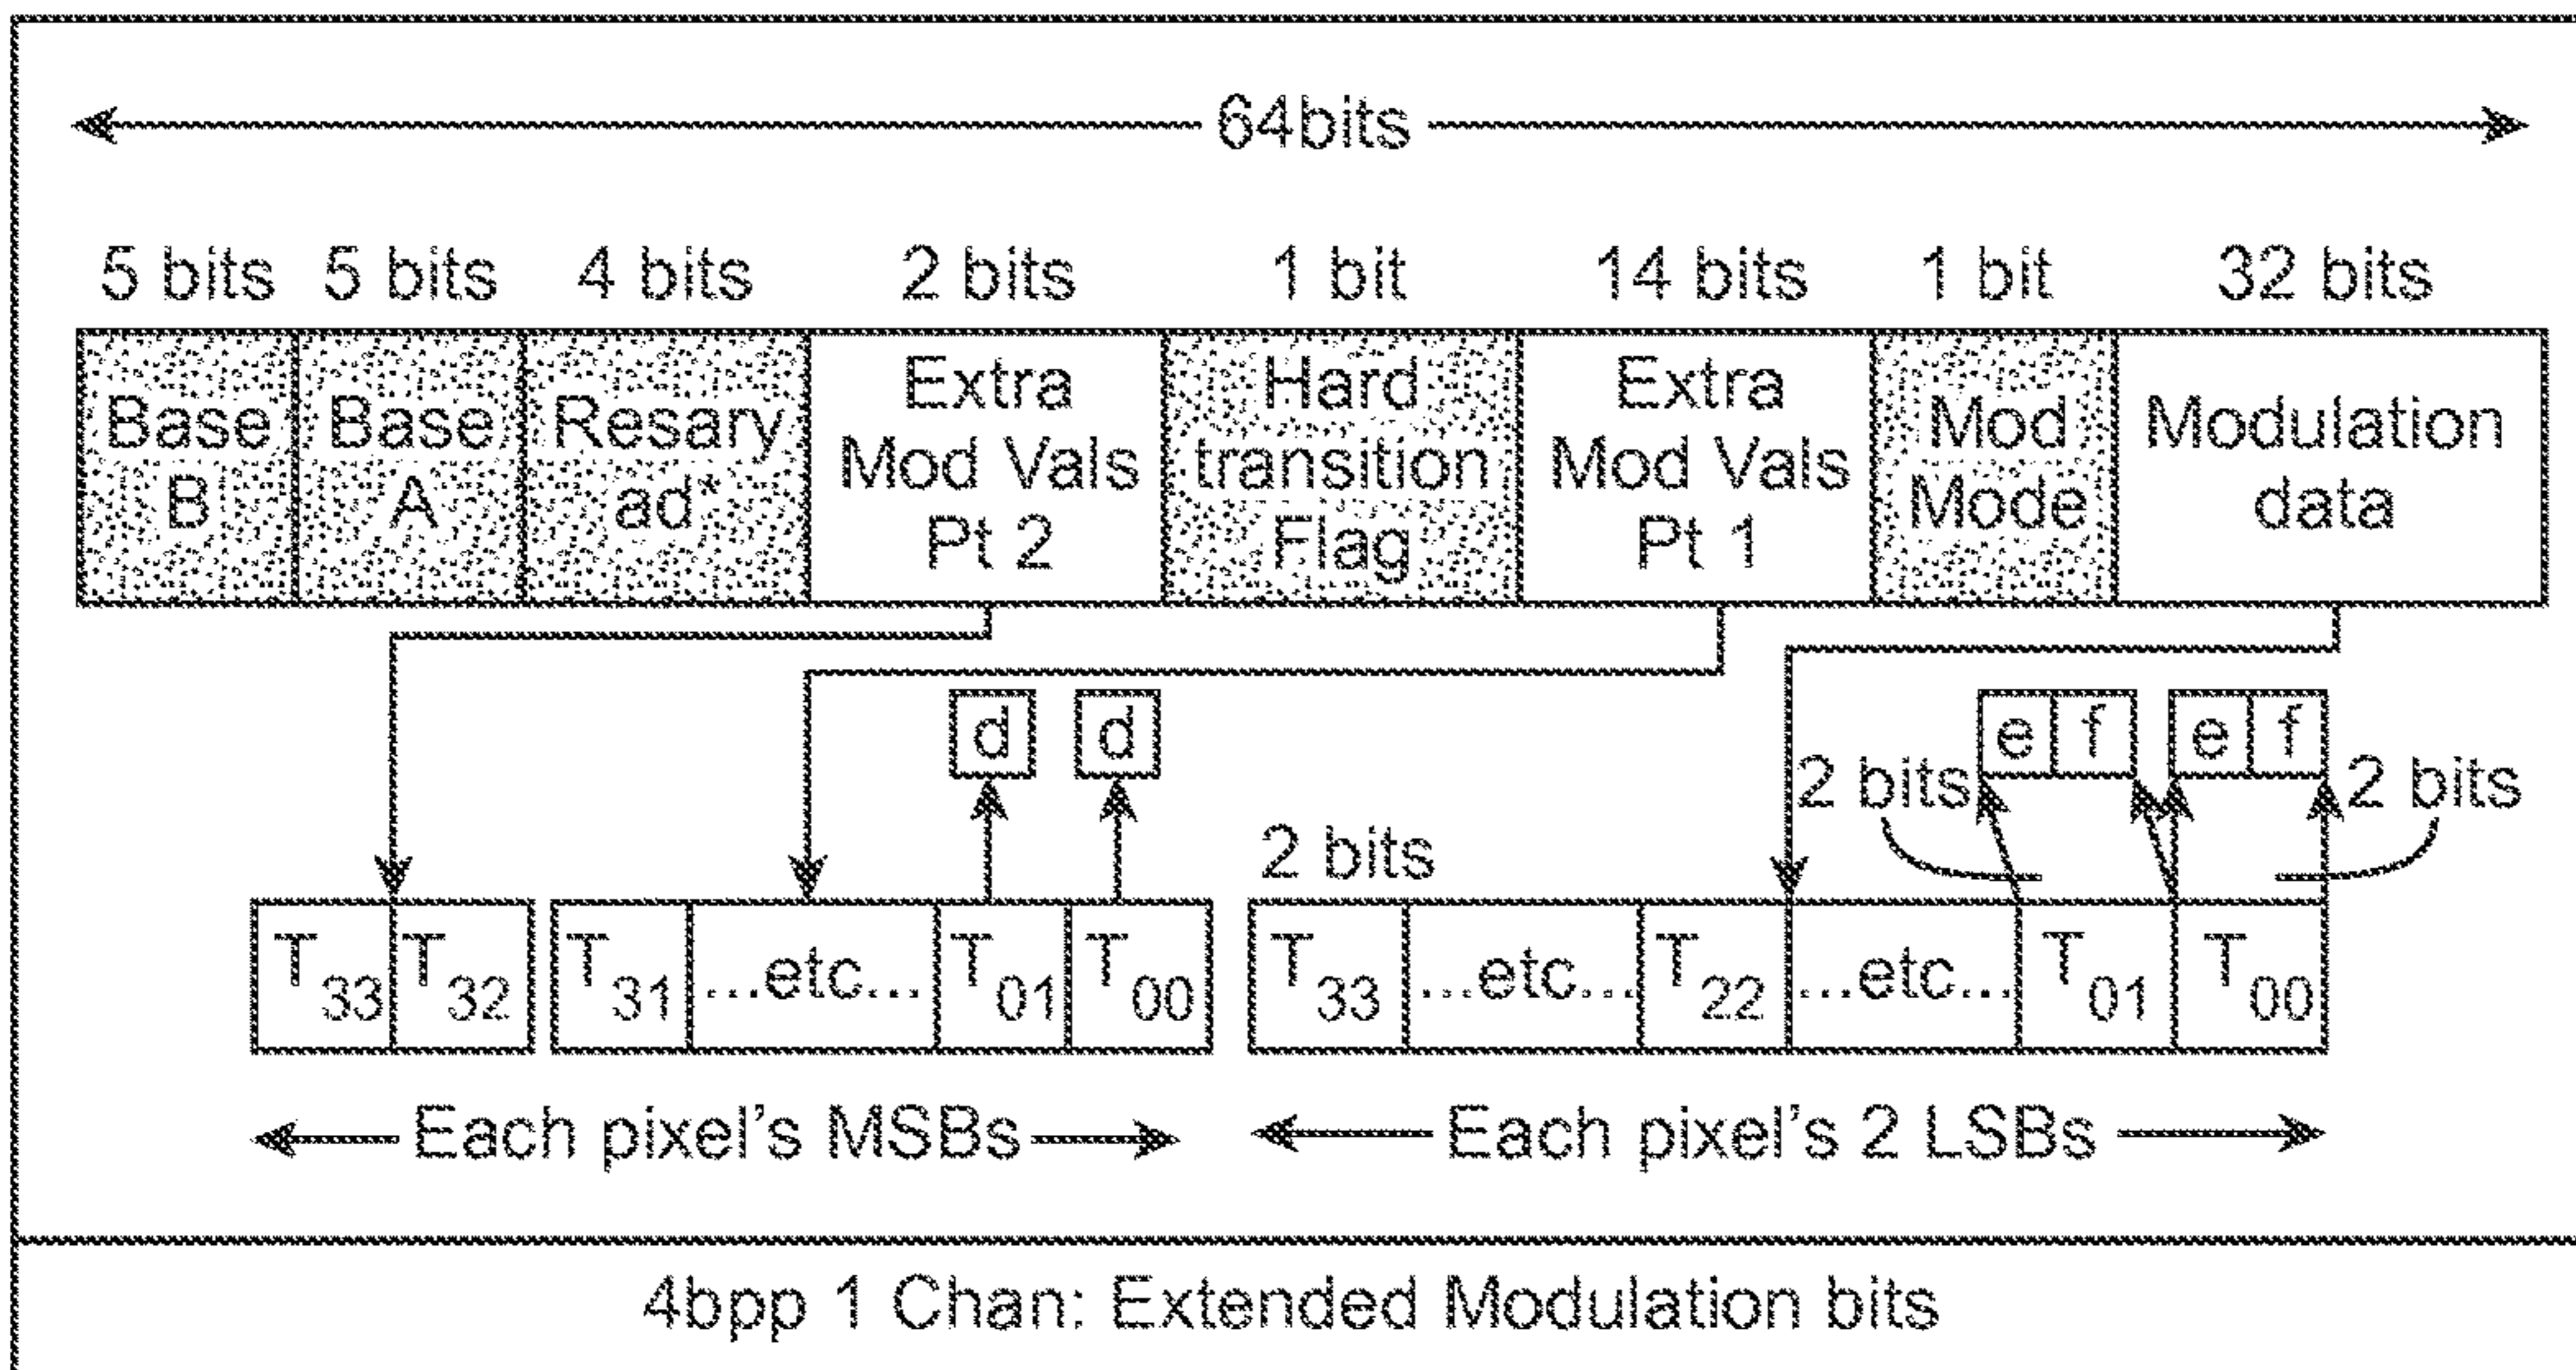 64bits
5 bits 5 bits 4 bits 2 bits 1 bit 14 bits 1 bit 32 bits
Base B
Base A
Resary ad*
Extra Mod Vals Pt 2
Hard transition Flag
Extra Mod Vals Pt 1
Mod Mode
Modulation data
d d e f e f
2 bits 2 bits 2 bits
T33 T32 T31 ...etc... T01 T00 T33 ...etc... T22 ...etc... T01 T00
Each pixel's MSBs Each pixel's 2 LSBs
4bpp 1 Chan: Extended Modulation bits